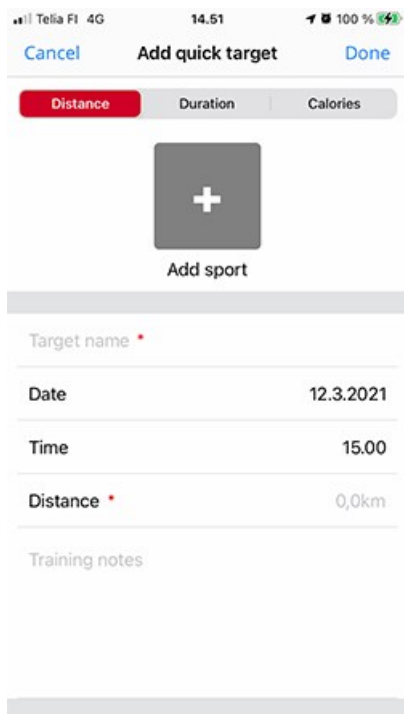 Telia FI 4G 14.51 100 %
Cancel Add quick target Done
Distance Duration Calories
+
Add sport
Target name *
Date 12.3.2021
Time 15.00
Distance * 0,0km
Training notes